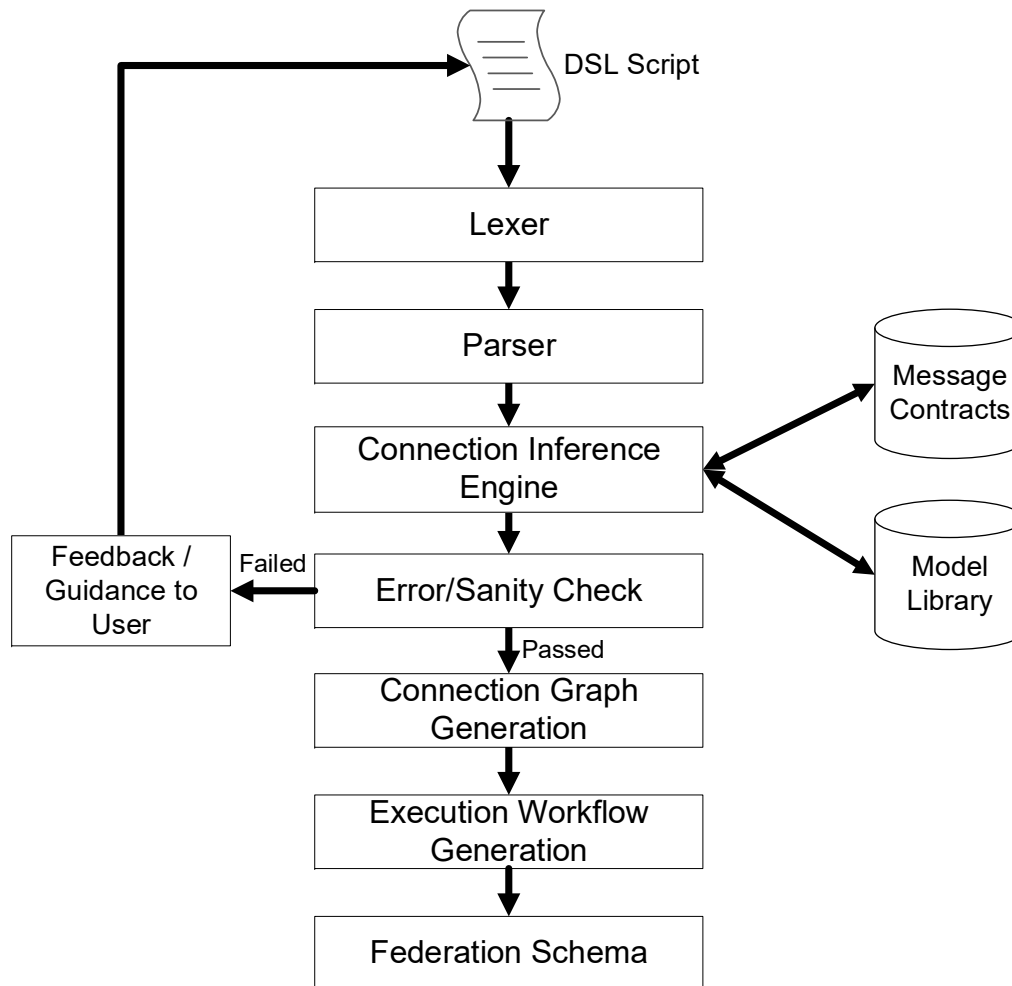 DSL Script
Lexer
Parser
Message
Contracts
Connection Inference
Engine
Model
Library
Feedback /
Guidance to
User
Failed
Error/Sanity Check
Passed
Connection Graph
Generation
Execution Workflow
Generation
Federation Schema